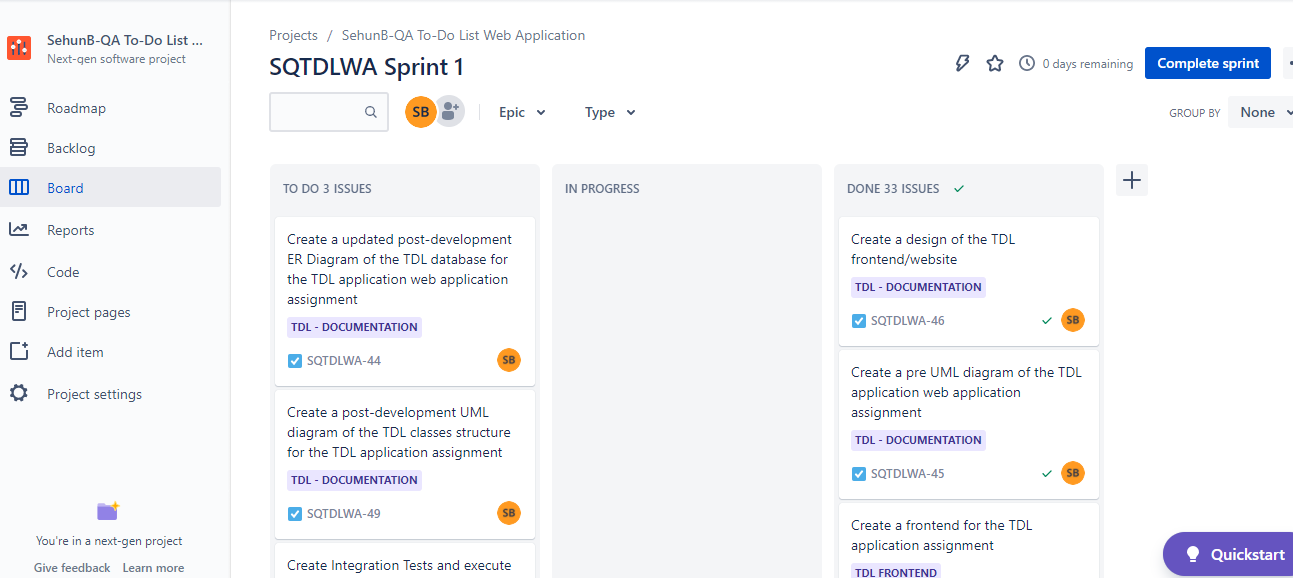 SehunB-QA To-Do List ...
Next-gen software project
Roadmap
Backlog
Board
Reports
Code
Project pages
Add item
Project settings
You're in a next-gen project
Give feedback Learn more
Projects / SehunB-QA To-Do List Web Application
SQTDLWA Sprint 1
0 days remaining
Complete sprint
SB
Epic
Type
GROUP BY
None
TO DO 3 ISSUES
Create a updated post-development
ER Diagram of the TDL database for
the TDL application web application
assignment
TDL - DOCUMENTATION
SQTDLWA-44
SB
Create a post-development UML
diagram of the TDL classes structure
for the TDL application assignment
TDL - DOCUMENTATION
SQTDLWA-49
SB
Create Integration Tests and execute
IN PROGRESS
DONE 33 ISSUES
Create a design of the TDL
frontend/website
TDL - DOCUMENTATION
SQTDLWA-46
SB
Create a pre UML diagram of the TDL
application web application
assignment
TDL - DOCUMENTATION
SQTDLWA-45
SB
Create a frontend for the TDL
application assignment
TDL FRONTEND
Quickstart